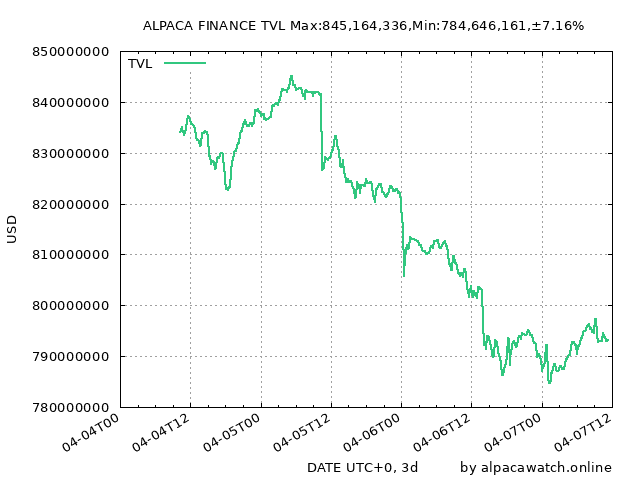 ALPACA FINANCE TVL Max:845,164,336,Min:784,646,161,±7.16%
TVL
850000000
840000000
830000000
820000000
810000000
800000000
790000000
780000000
USD
04-04T00
04-04T12
04-05T00
04-05T12
04-06T00
04-06T12
04-07T00
04-07T12
DATE UTC+0, 3d
by alpacawatch.online